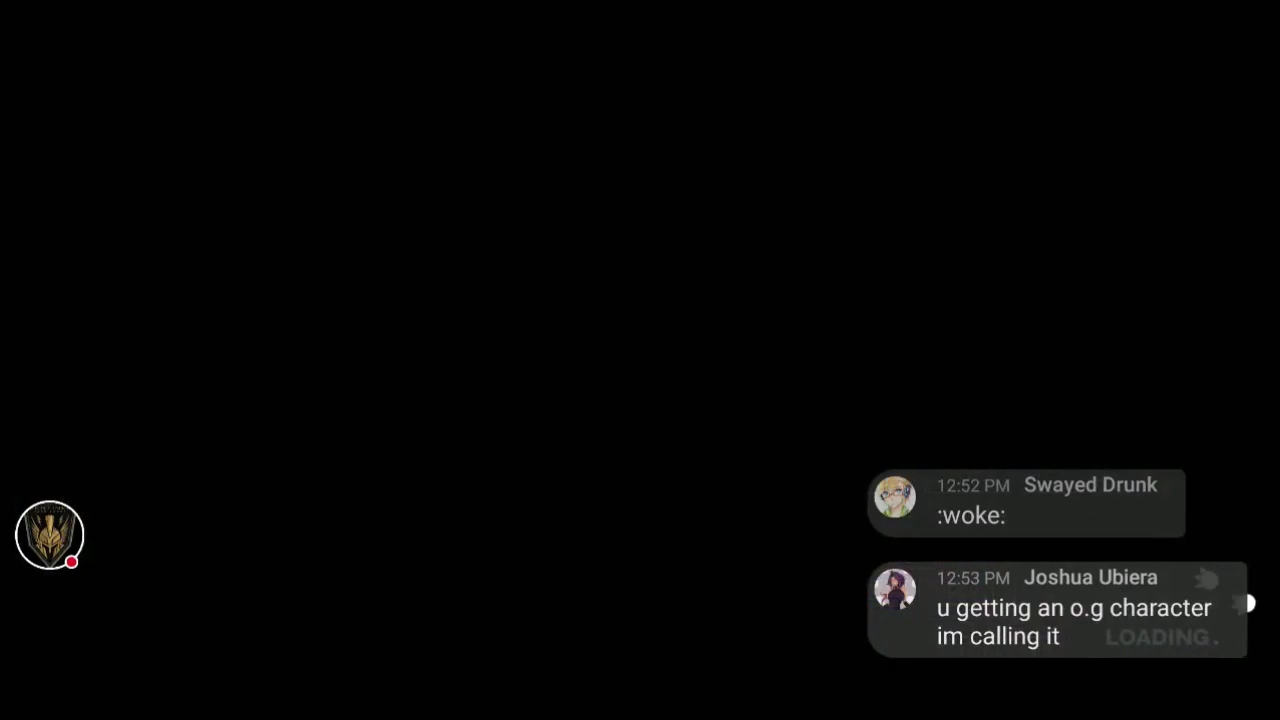 12:52 PM Swayed Drunk
:woke:
12:53 PM Joshua Ubiera
u getting an o.g character
im calling it
LOADING.